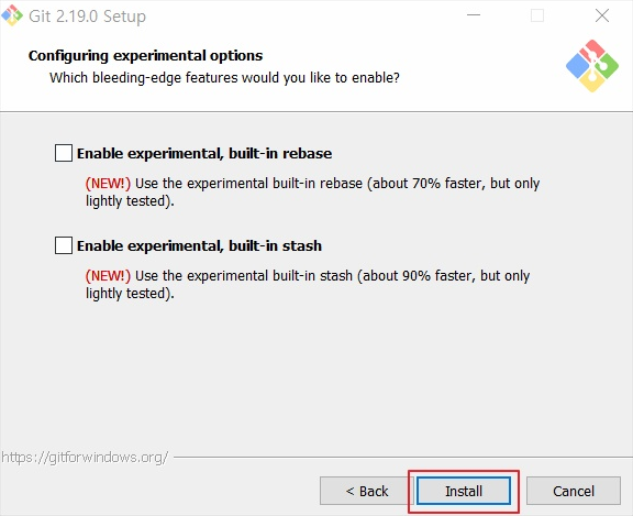 Git 2.19.0 Setup
Configuring experimental options
Which bleeding-edge features would you like to enable?
Enable experimental, built-in rebase
(NEW!) Use the experimental built-in rebase (about 70% faster, but only
lightly tested).
Enable experimental, built-in stash
(NEW!) Use the experimental built-in stash (about 90% faster, but only
lightly tested).
https://gitforwindows.org/
< Back
Install
Cancel